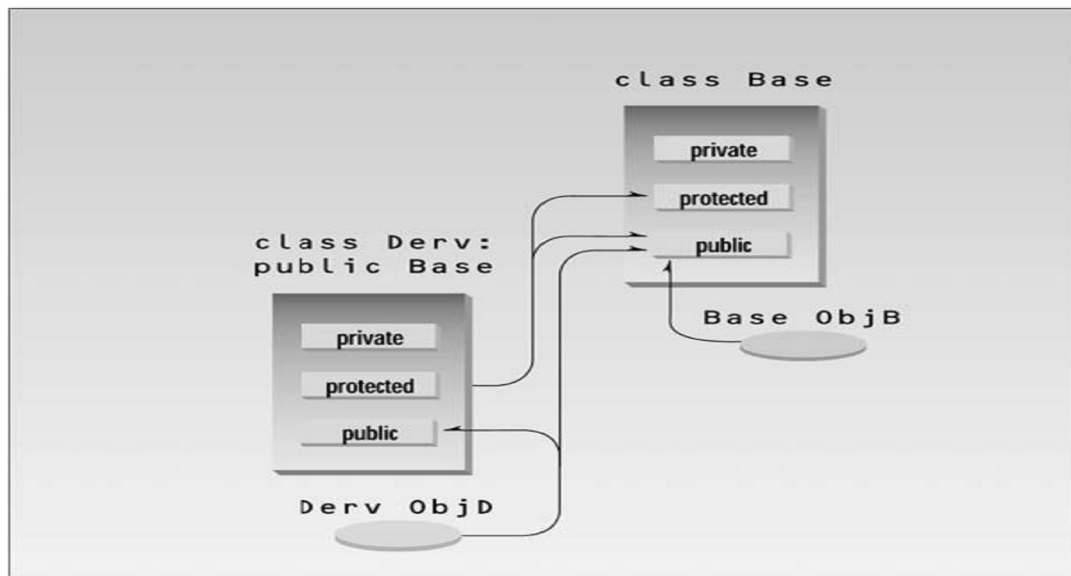 class Base
private
protected
public
class Derv:
public Base
private
protected
public
Base ObjB
Derv ObjD